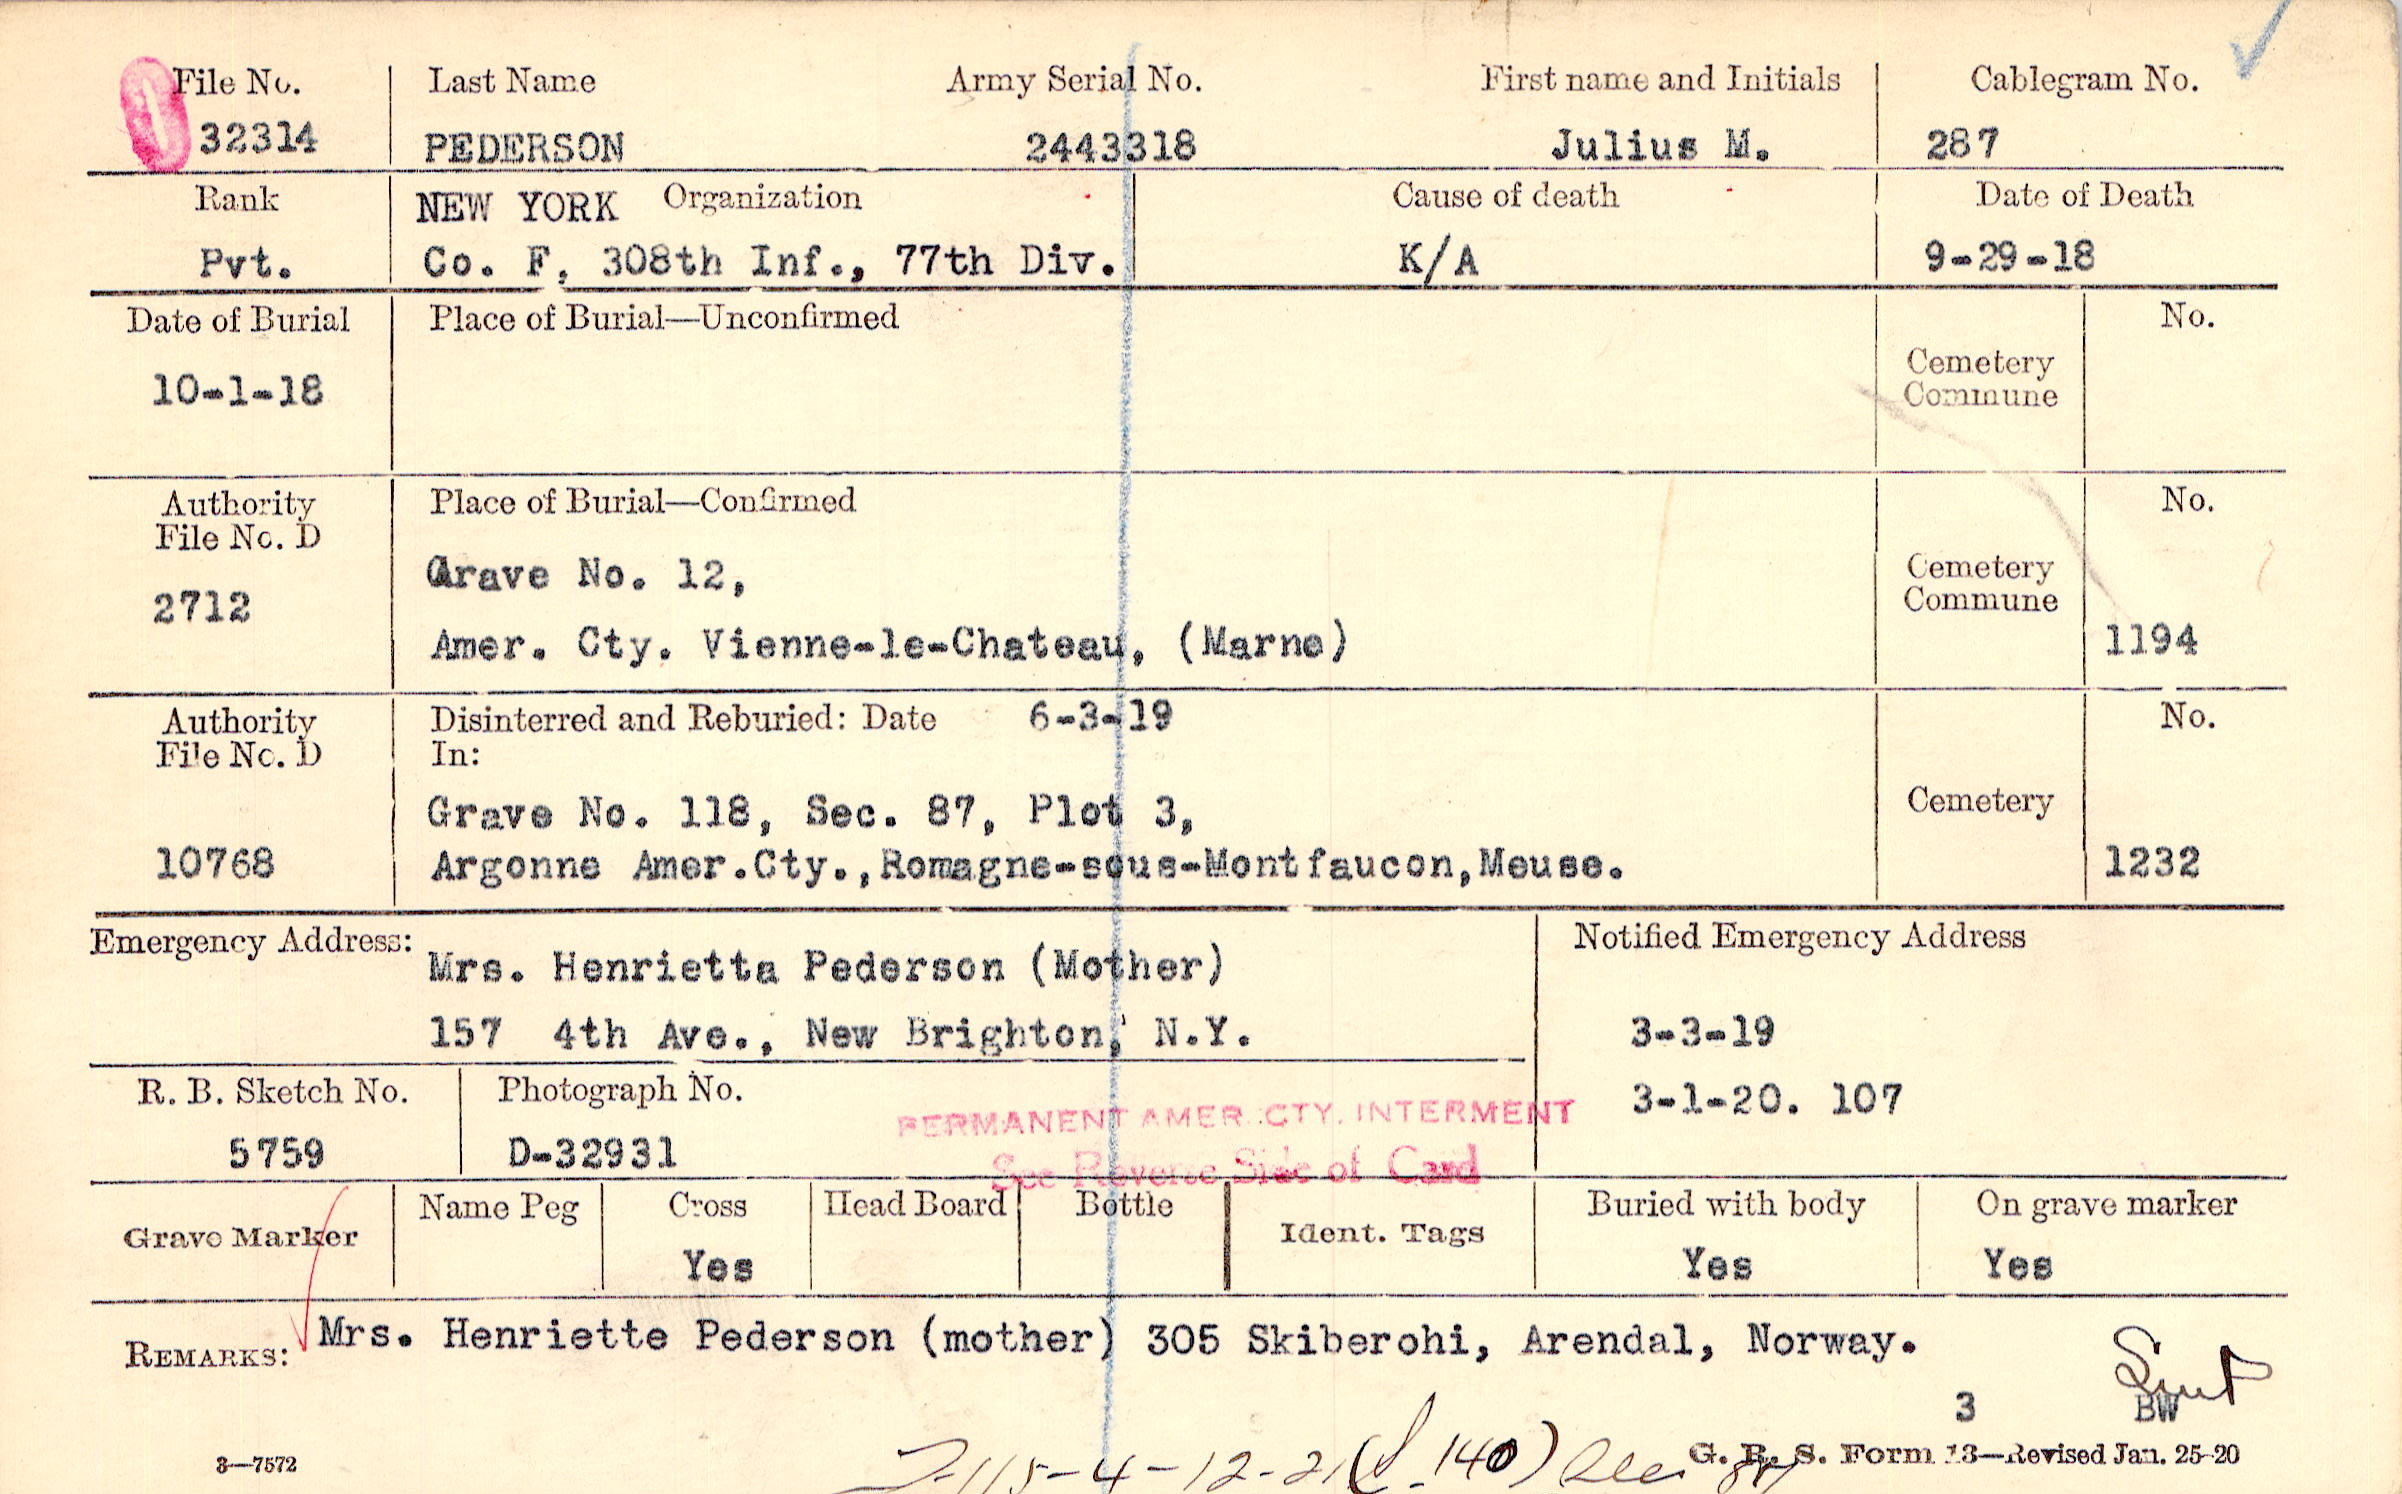 File No. Last Name Army Serial No. First name and Initials Cablegram No.
32314 PEDERSON 2443318 Julius M. 287
Rank NEW YORK Organization Cause of death Date of Death
Pvt. Co. F, 308th Inf., 77th Div. K/A 9-29-18
Date of Burial Place of Burial—Unconfirmed No.
Cemetery
10-1-18 Commune
Authority Place of Burial—Confirmed No.
File No. D
Grave No. 12, Cemetery
2712 Commune
Amer. Cty. Vienne-le-Chateau, (Marne) 1194
Authority Disinterred and Reburied: Date 6-3-19 No.
File No. D In:
Grave No. 118, Sec. 87, Plot 3, Cemetery
10768 Argonne Amer.Cty.,Romagne-sous-Montfaucon,Meuse. 1232
Emergency Address: Notified Emergency Address
Mrs. Henrietta Pederson (Mother)
157 4th Ave., New Brighton, N.Y. 3-3-19
R. B. Sketch No. Photograph No. 3-1-20. 107
PERMANENT AMER. CTY. INTERMENT
5759 D-32931
See Reverse Side of Card
Grave Marker Name Peg Cross Head Board Bottle Ident. Tags Buried with body On grave marker
Yes Yes Yes
REMARKS: Mrs. Henriette Pederson (mother) 305 Skiberohi, Arendal, Norway.
3 BW
3—7572 G. R. S. Form 13—Revised Jan. 25-20
4-12-21 140)